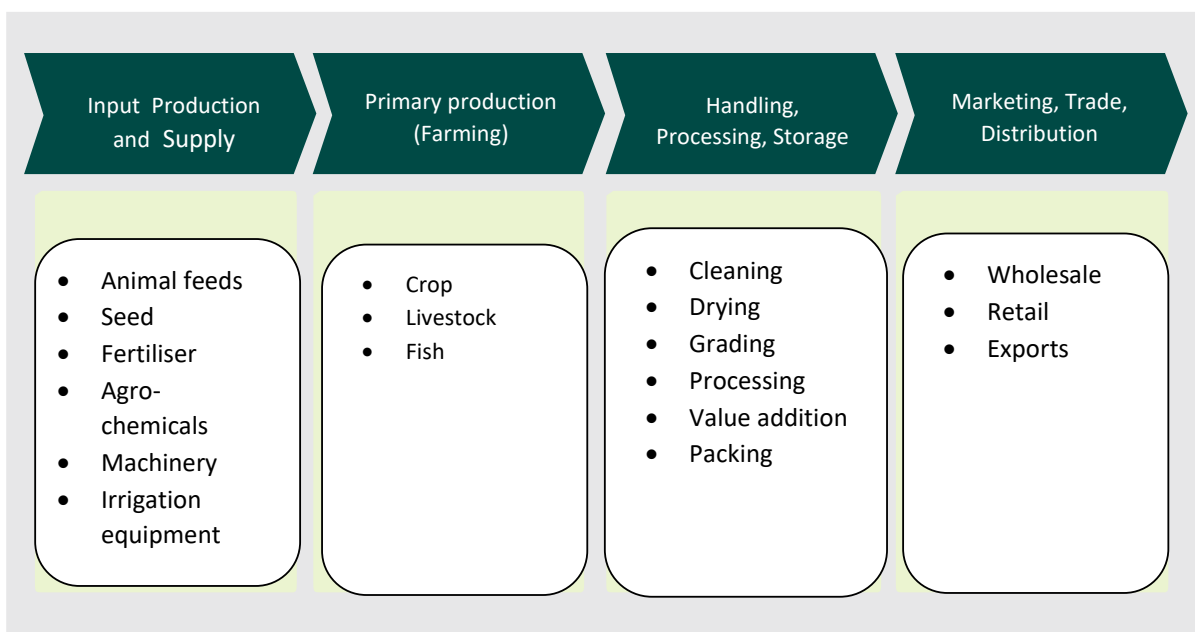 Input Production
and Supply
Primary production
(Farming)
Handling,
Processing, Storage
Marketing, Trade,
Distribution
• Animal feeds
• Seed
• Fertiliser
• Agro-
chemicals
• Machinery
• Irrigation
equipment
• Crop
• Livestock
• Fish
• Cleaning
• Drying
• Grading
• Processing
• Value addition
• Packing
• Wholesale
• Retail
• Exports